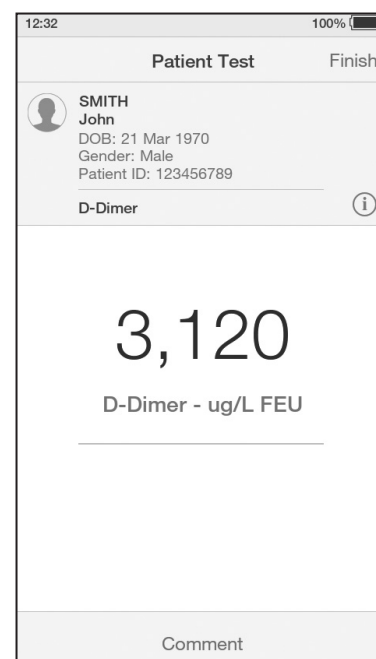 12:32 100%
Patient Test Finish
SMITH
John
DOB: 21 Mar 1970
Gender: Male
Patient ID: 123456789
D-Dimer i
3,120
D-Dimer - ug/L FEU
Comment